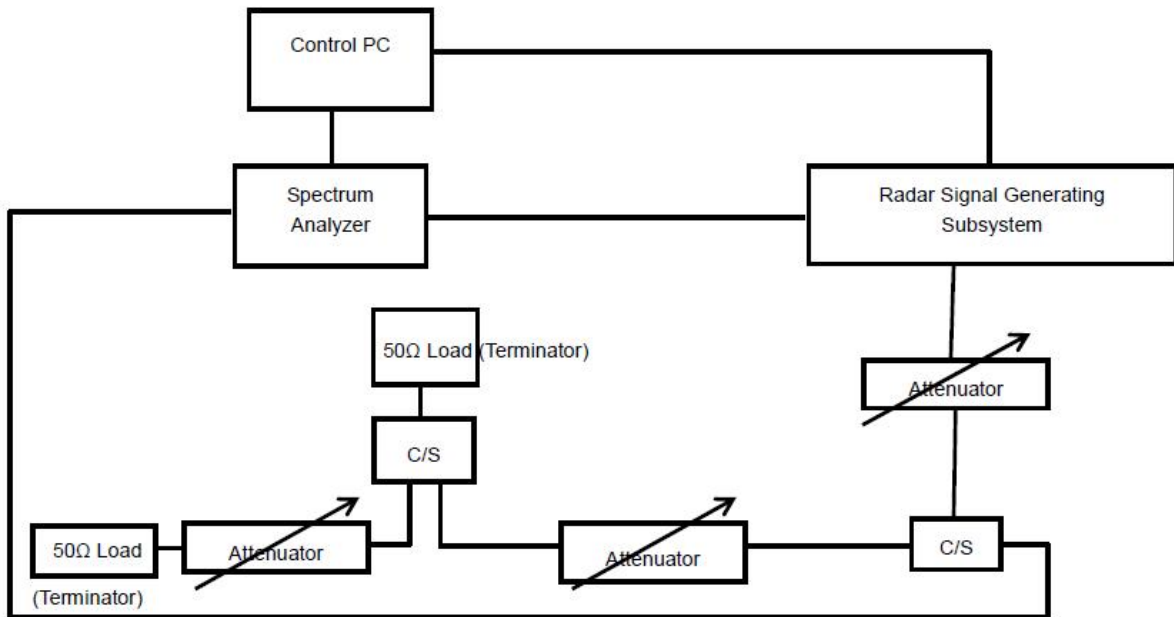 Control PC
Spectrum
Analyzer
Radar Signal Generating
Subsystem
50Ω Load (Terminator)
Attenuator
C/S
50Ω Load
(Terminator)
Attenuator
Attenuator
C/S